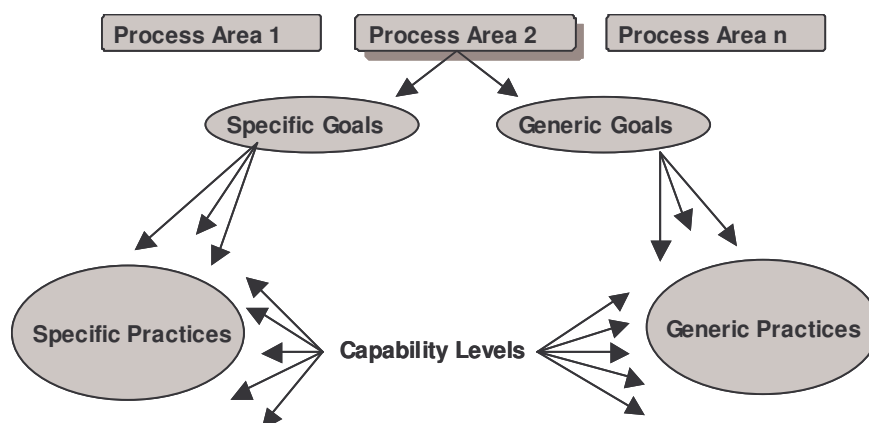 Process Area 1
Process Area 2
Process Area n
Specific Goals
Generic Goals
Specific Practices
Capability Levels
Generic Practices